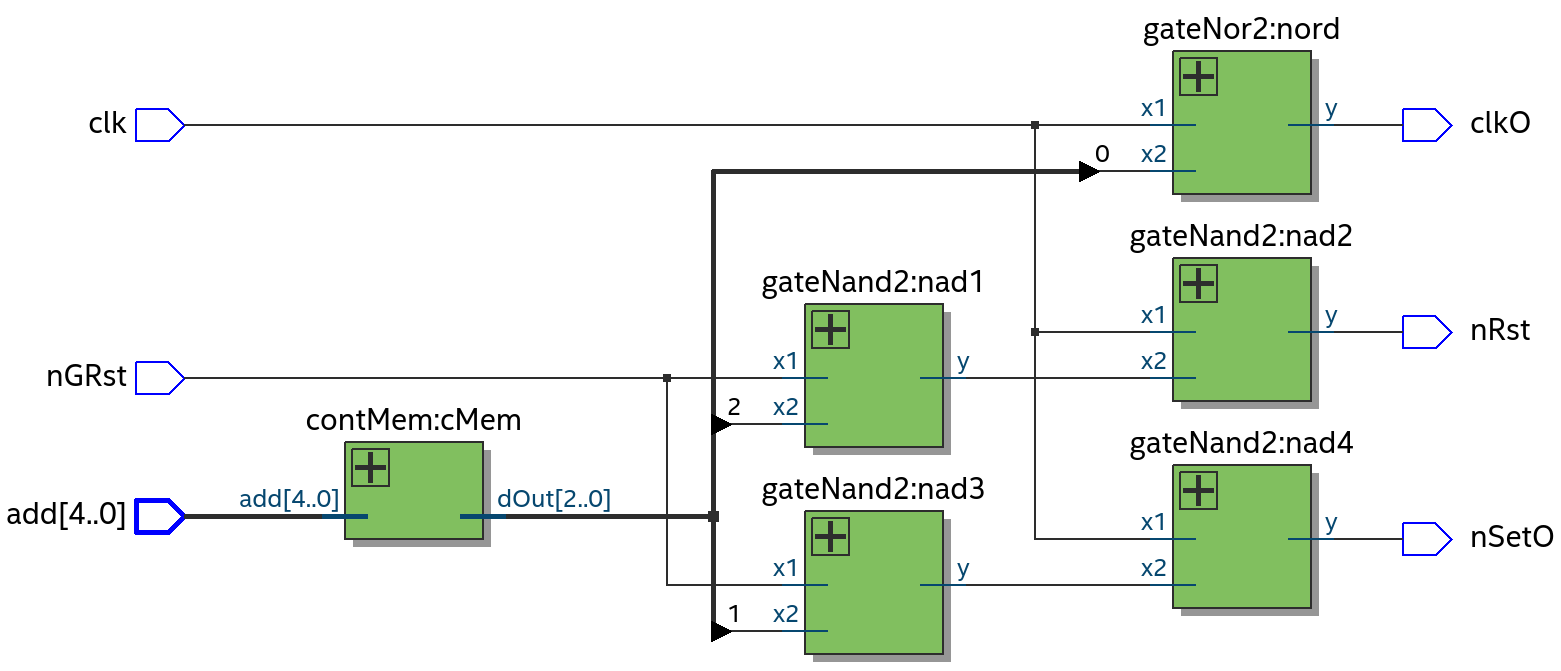 gateNor2:nord
clk
x1
y
clkO
0
x2
gateNand2:nad2
gateNand2:nad1
x1
y
nRst
nGRst
x1
y
x2
2
x2
contMem:cMem
gateNand2:nad4
gateNand2:nad3
add[4..0]
add[4..0]
dOut[2..0]
x1
y
nSetO
x1
y
x2
1
x2